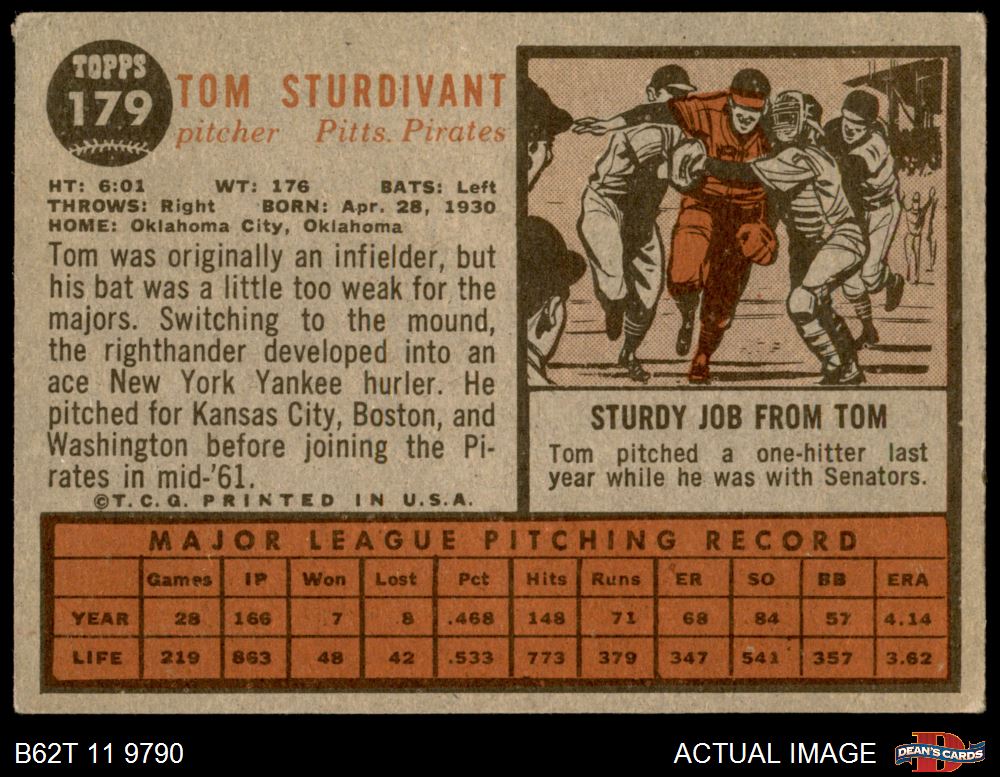 TOPPS
179
TOM STURDIVANT
pitcher Pitts. Pirates
HT: 6:01 WT: 176 BATS: Left
THROWS: Right BORN: Apr. 28, 1930
HOME: Oklahoma City, Oklahoma
Tom was originally an infielder, but
his bat was a little too weak for the
majors. Switching to the mound,
the righthander developed into an
ace New York Yankee hurler. He
pitched for Kansas City, Boston, and
Washington before joining the Pi-
rates in mid-'61.
©T.C.G. PRINTED IN U.S.A.
STURDY JOB FROM TOM
Tom pitched a one-hitter last
year while he was with Senators.
MAJOR LEAGUE PITCHING RECORD
Games IP Won Lost Pct Hits Runs ER SO BB ERA
YEAR 28 166 7 8 .468 148 71 68 84 57 4.14
LIFE 219 863 48 42 .533 773 379 347 541 357 3.62
B62T 11 9790
ACTUAL IMAGE
DEAN'S CARDS